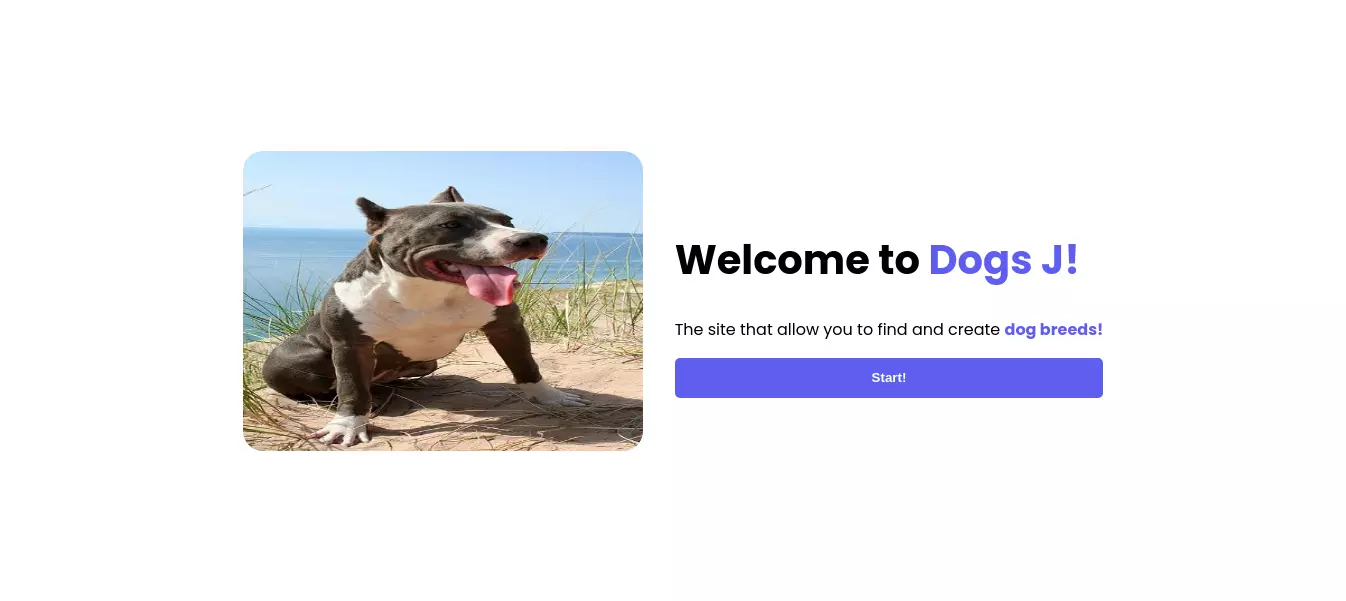 Welcome to Dogs J!
The site that allow you to find and create dog breeds!
Start!